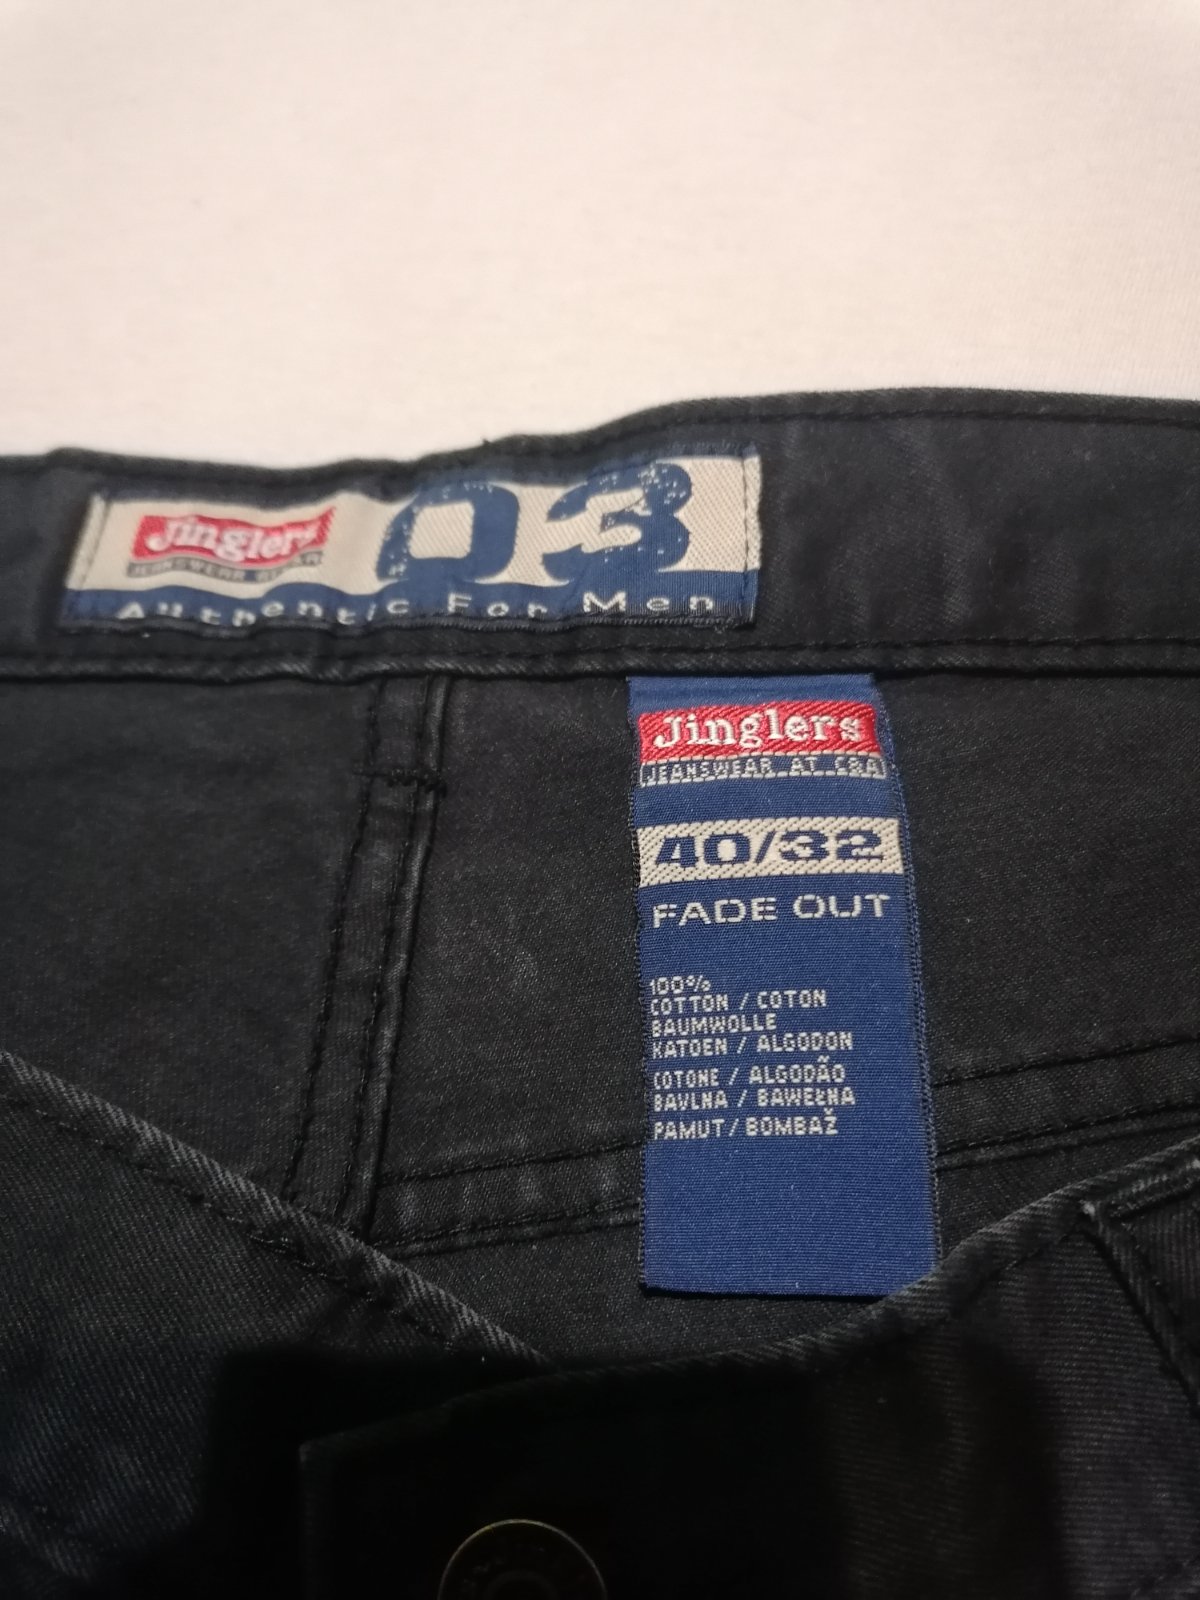 Jinglers
JEANSWEAR
03
Authentic For Men
Jinglers
JEANSWEAR AT C&A
40/32
FADE OUT
100%
COTTON / COTON
BAUMWOLLE
KATOEN / ALGODON
COTONE / ALGODÃO
BAVLNA / BAWEŁNA
PAMUT / BOMBAŽ